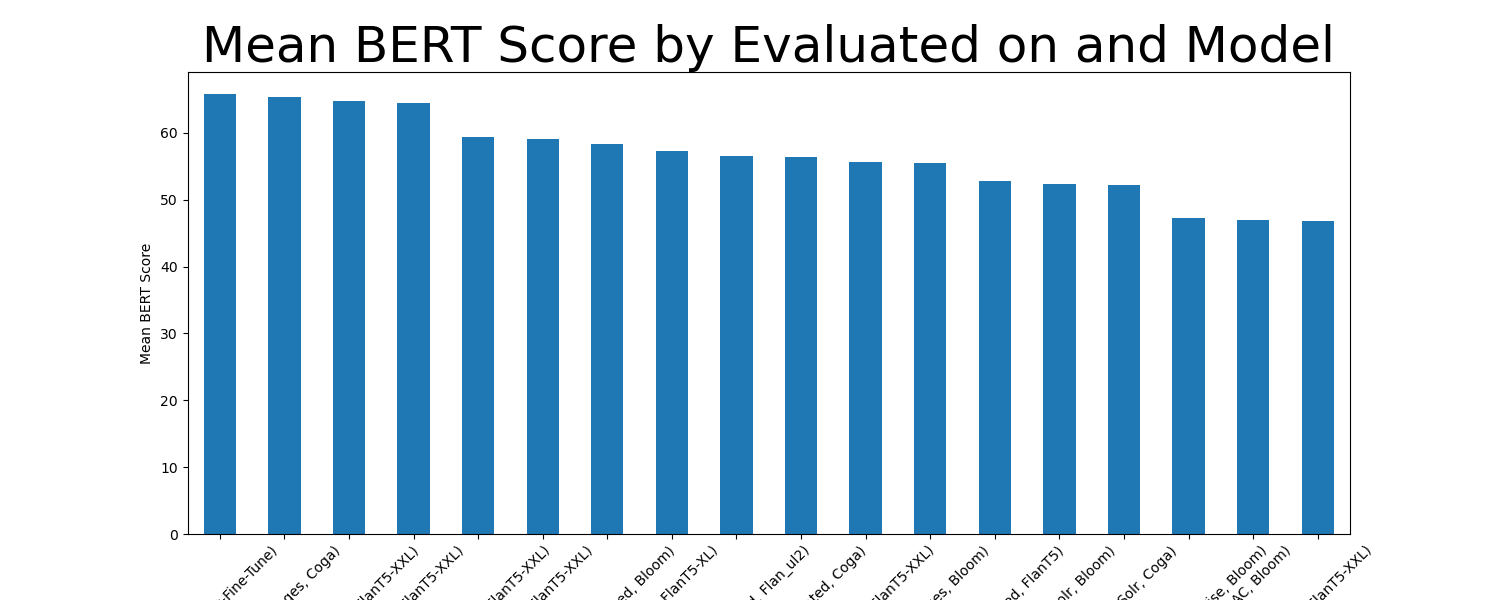 Mean BERT Score by Evaluated on and Model
60
50
40
30
20
10
0
Mean BERT Score
-Fine-Tune)
ges, Coga)
lanT5-XXL)
lanT5-XXL)
lanT5-XXL)
lanT5-XXL)
ed, Bloom)
FlanT5-XL)
d, Flan_ul2)
ted, Coga)
lanT5-XXL)
es, Bloom)
ed, FlanT5)
olr, Bloom)
Solr, Coga)
ise, Bloom)
AC, Bloom)
FlanT5-XXL)